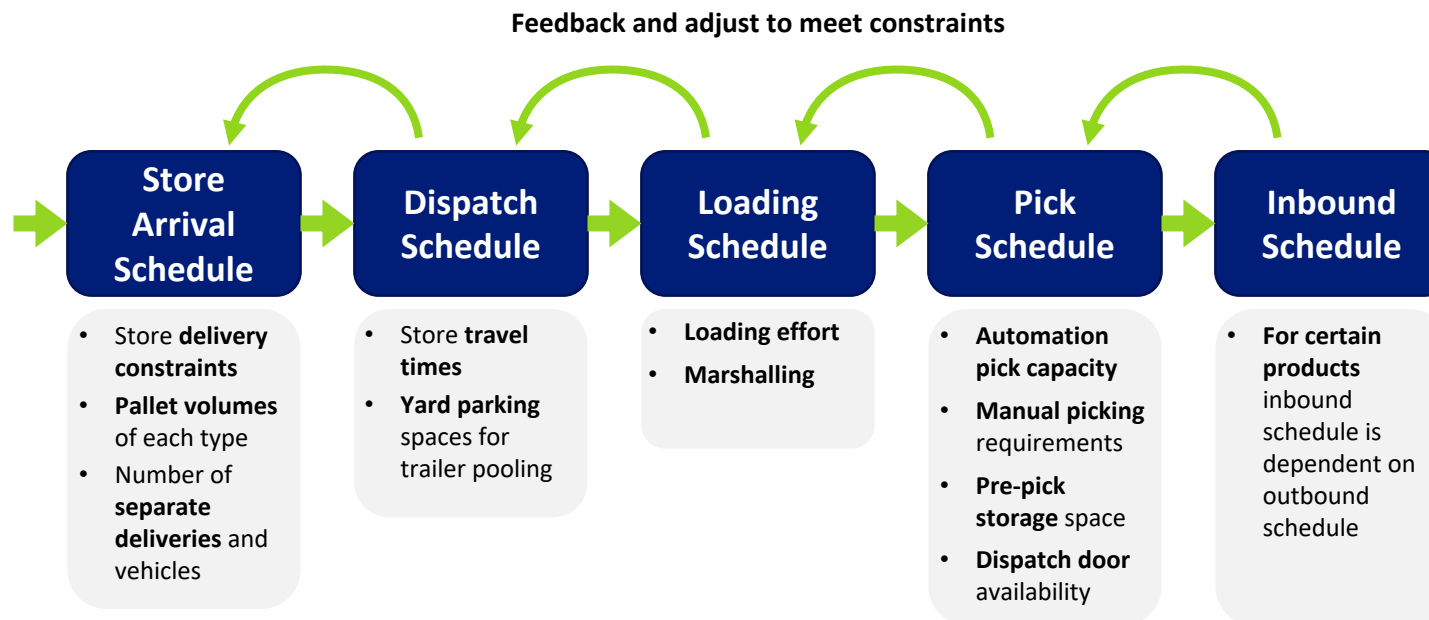 Feedback and adjust to meet constraints
Store
Arrival
Schedule
Dispatch
Schedule
Loading
Schedule
Pick
Schedule
Inbound
Schedule
• Store delivery
constraints
• Pallet volumes
of each type
• Number of
separate
deliveries and
vehicles
• Store travel
times
• Yard parking
spaces for
trailer pooling
• Loading effort
• Marshalling
• Automation
pick capacity
• Manual picking
requirements
• Pre-pick
storage space
• Dispatch door
availability
• For certain
products
inbound
schedule is
dependent on
outbound
schedule